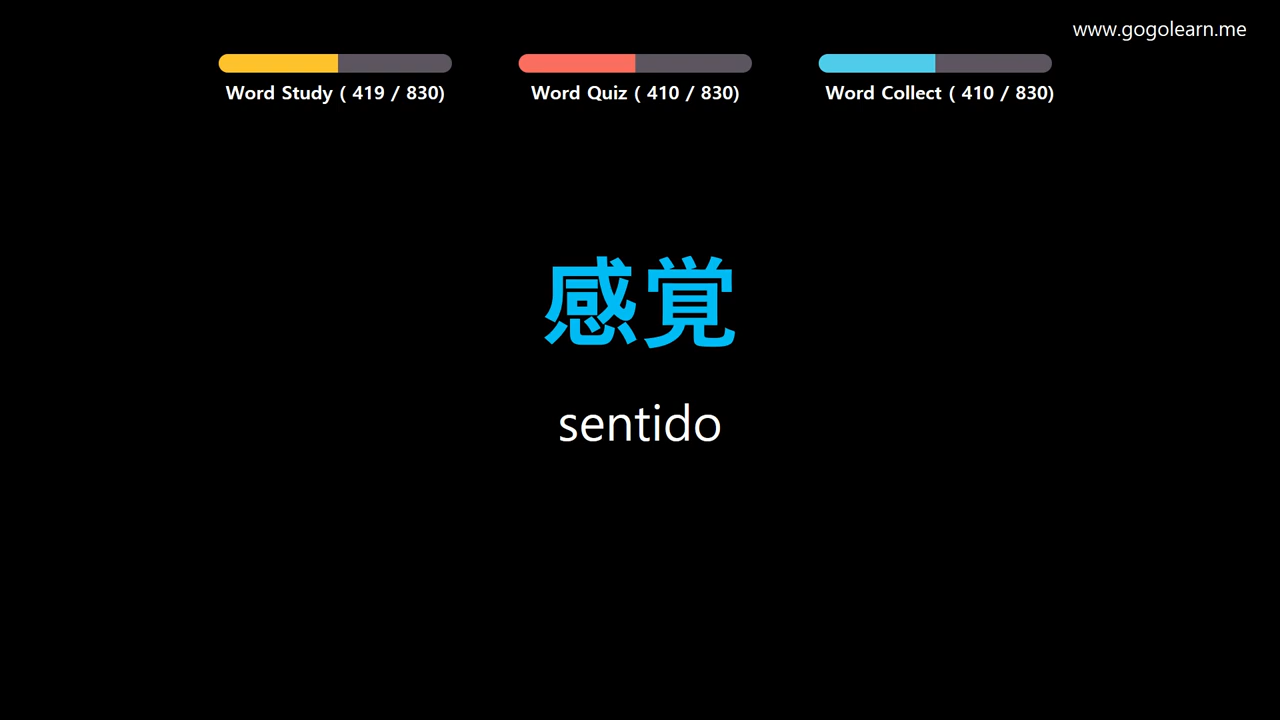 www.gogolearn.me
Word Study ( 419 / 830)
Word Quiz ( 410 / 830)
Word Collect ( 410 / 830)
感覚
sentido